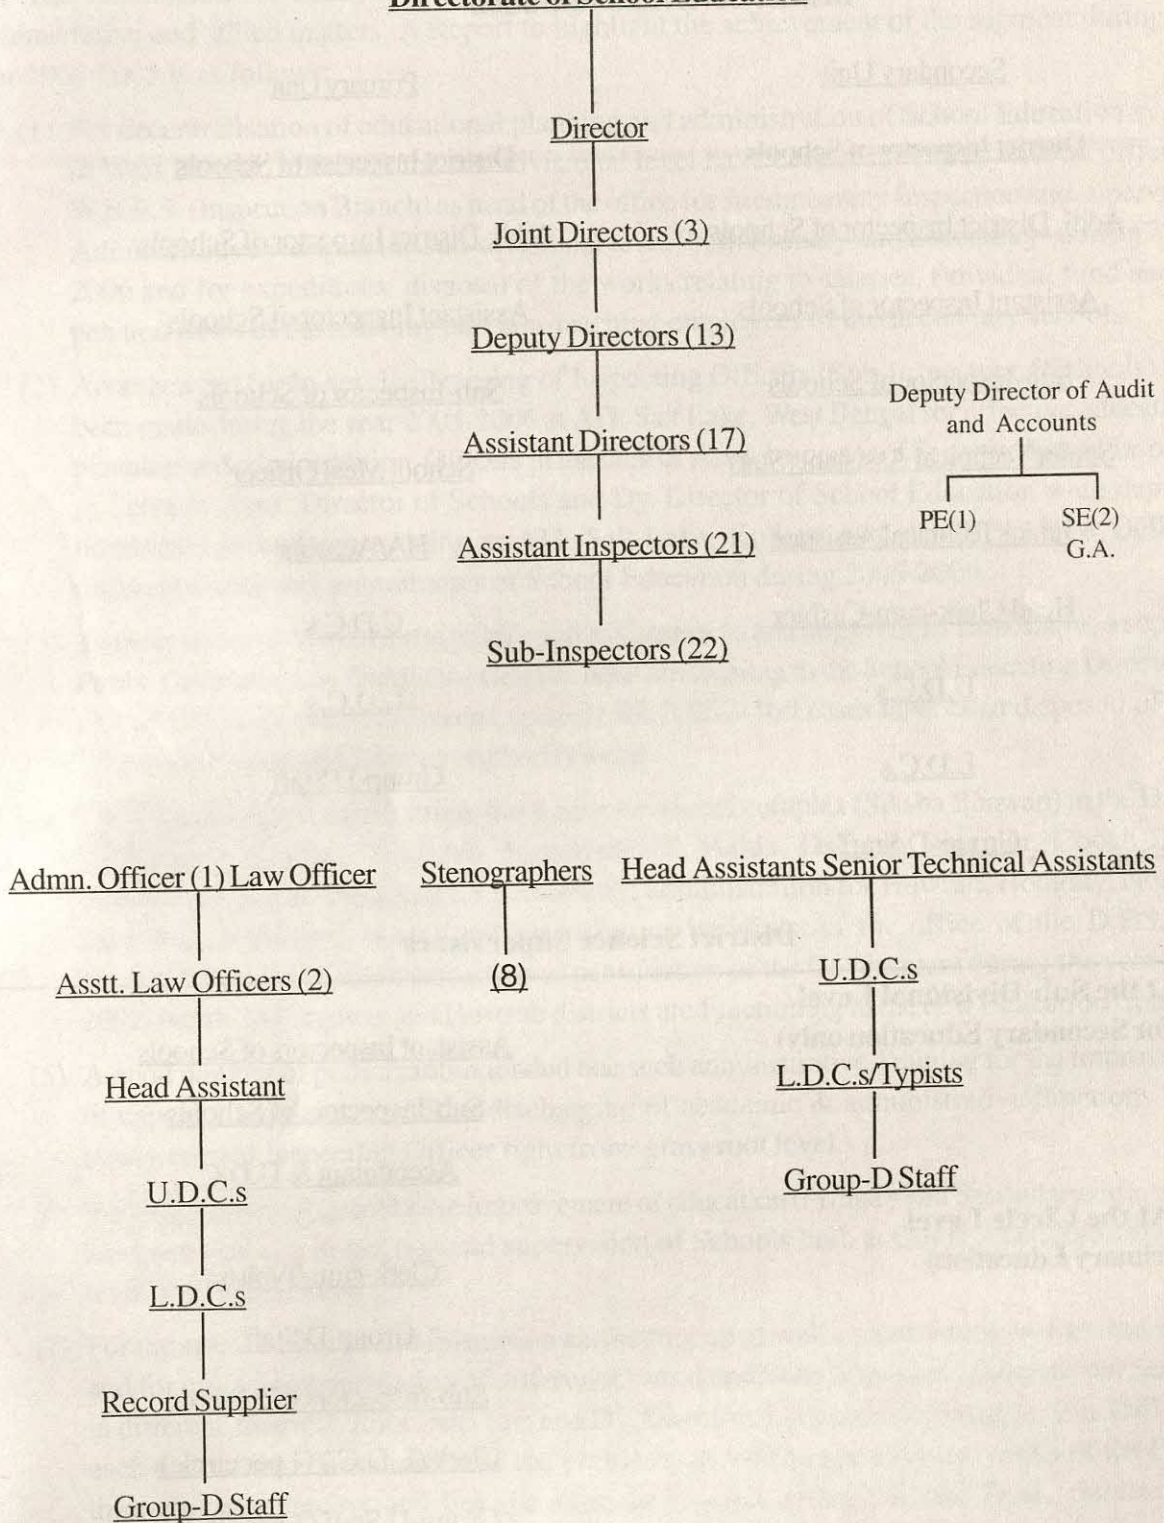 Directorate of School Education
Director
Joint Directors (3)
Deputy Directors (13)
Assistant Directors (17)
Assistant Inspectors (21)
Sub-Inspectors (22)
Deputy Director of Audit
and Accounts
PE(1) SE(2)
G.A.
Admn. Officer (1) Law Officer
Asstt. Law Officers (2)
Head Assistant
U.D.C.s
L.D.C.s
Record Supplier
Group-D Staff
Stenographers
(8)
Head Assistants Senior Technical Assistants
U.D.C.s
L.D.C.s/Typists
Group-D Staff